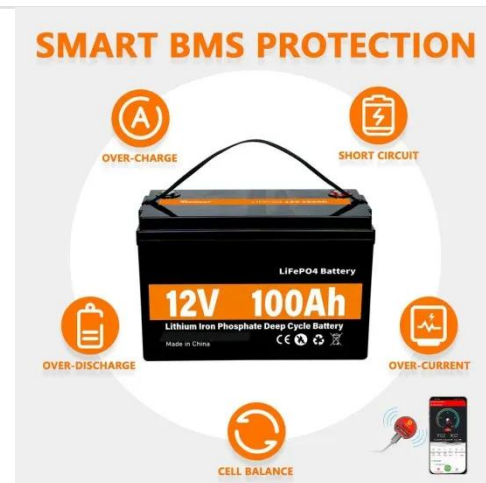 SMART BMS PROTECTION
OVER-CHARGE
SHORT CIRCUIT
LiFePO4 Battery
12V 100Ah
Lithium Iron Phosphate Deep Cycle Battery
Made in China
CE
OVER-DISCHARGE
OVER-CURRENT
CELL BALANCE